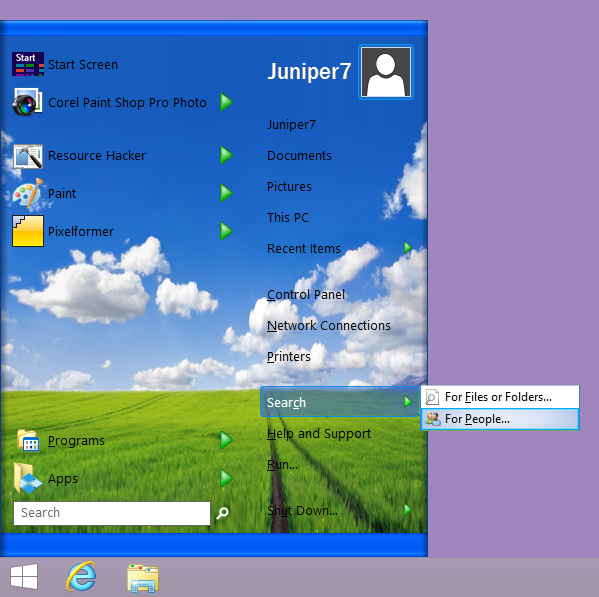 Juniper7
Start
Start Screen
Corel Paint Shop Pro Photo
Resource Hacker
Paint
Pixelformer
Programs
Apps
Search
Juniper7
Documents
Pictures
This PC
Recent Items
Control Panel
Network Connections
Printers
Search
Help and Support
Run...
Shut Down...
For Files or Folders...
For People...